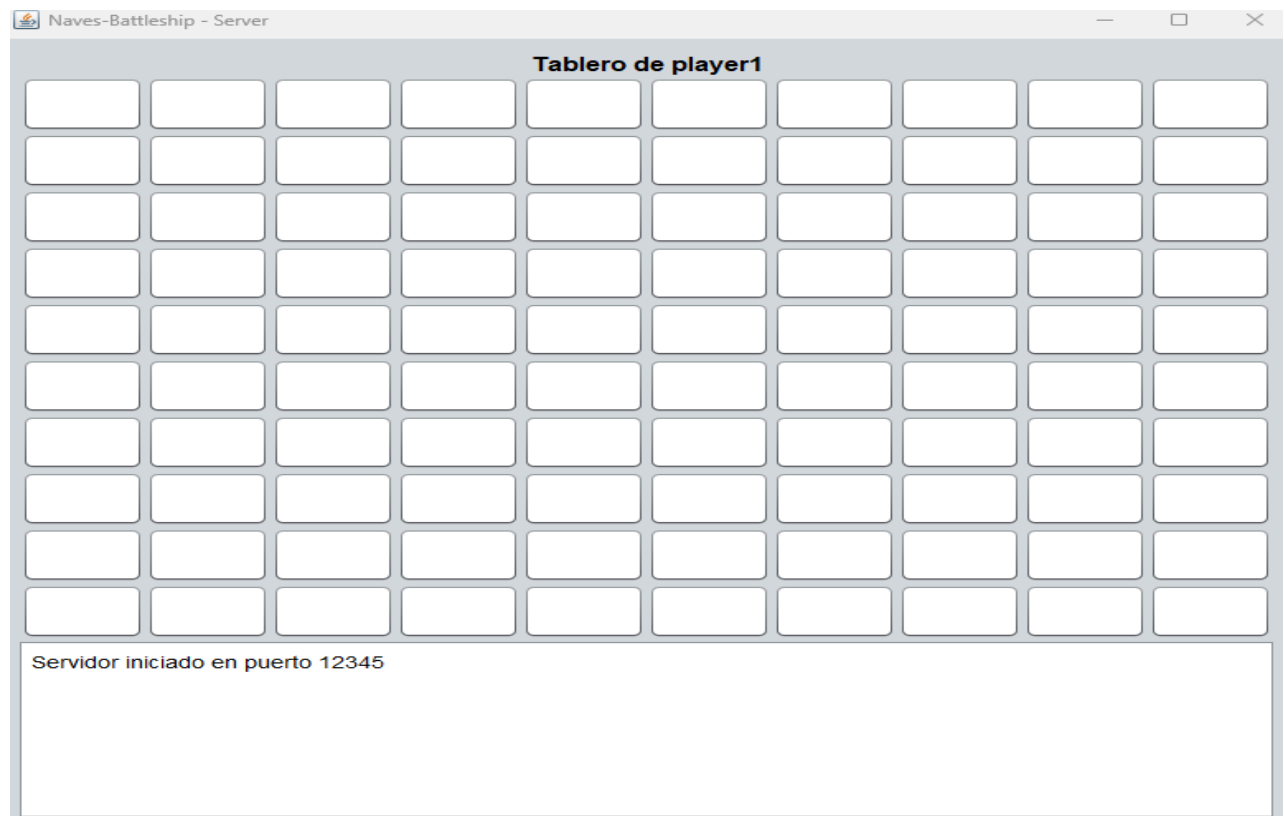 Naves-Battleship - Server
Tablero de player1
Servidor iniciado en puerto 12345